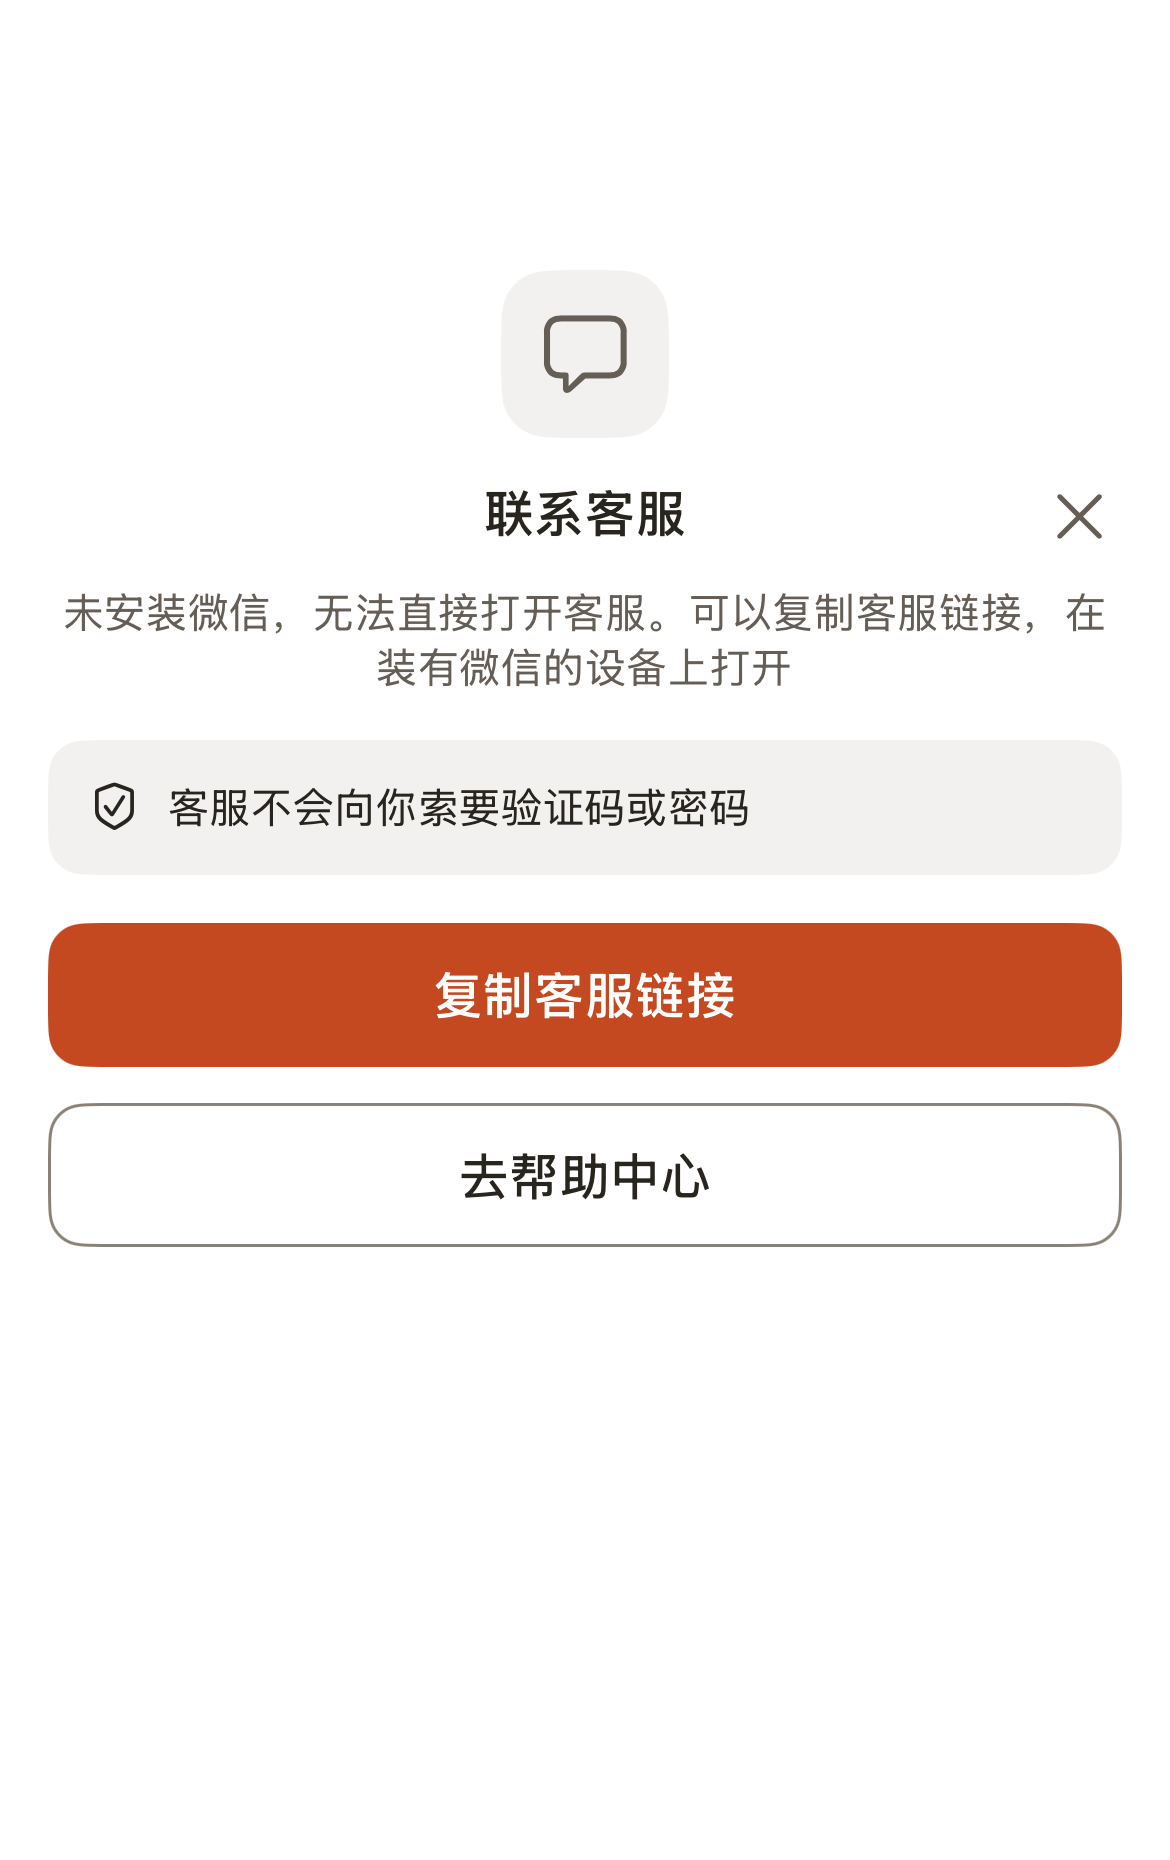 联系客服
未安装微信，无法直接打开客服。可以复制客服链接，在
装有微信的设备上打开
客服不会向你索要验证码或密码
复制客服链接
去帮助中心